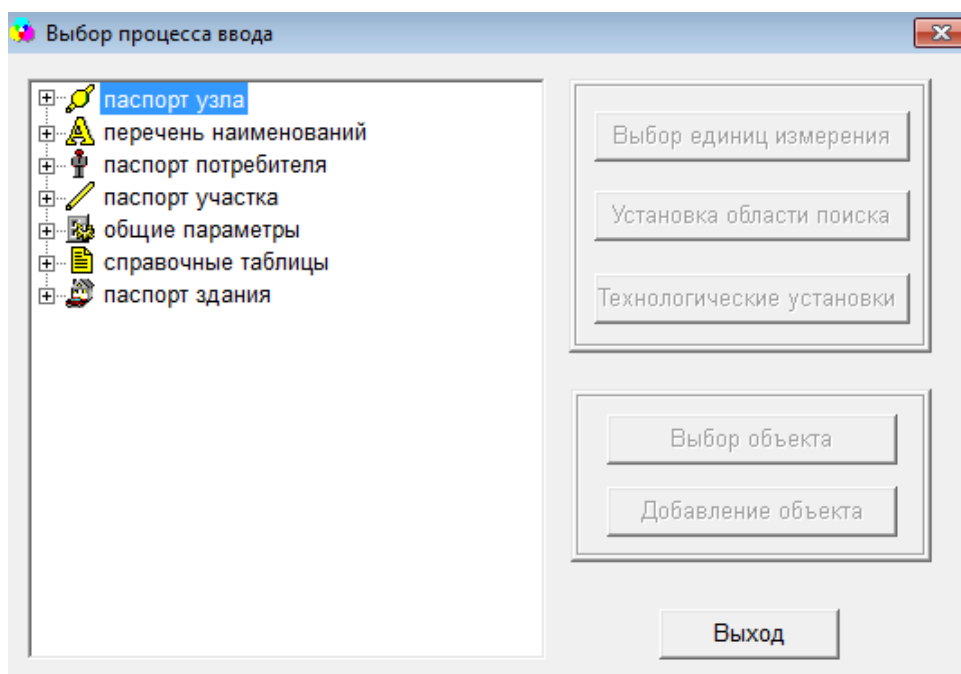 Выбор процесса ввода
паспорт узла
перечень наименований
паспорт потребителя
паспорт участка
общие параметры
справочные таблицы
паспорт здания
Выбор единиц измерения
Установка области поиска
Технологические установки
Выбор объекта
Добавление объекта
Выход